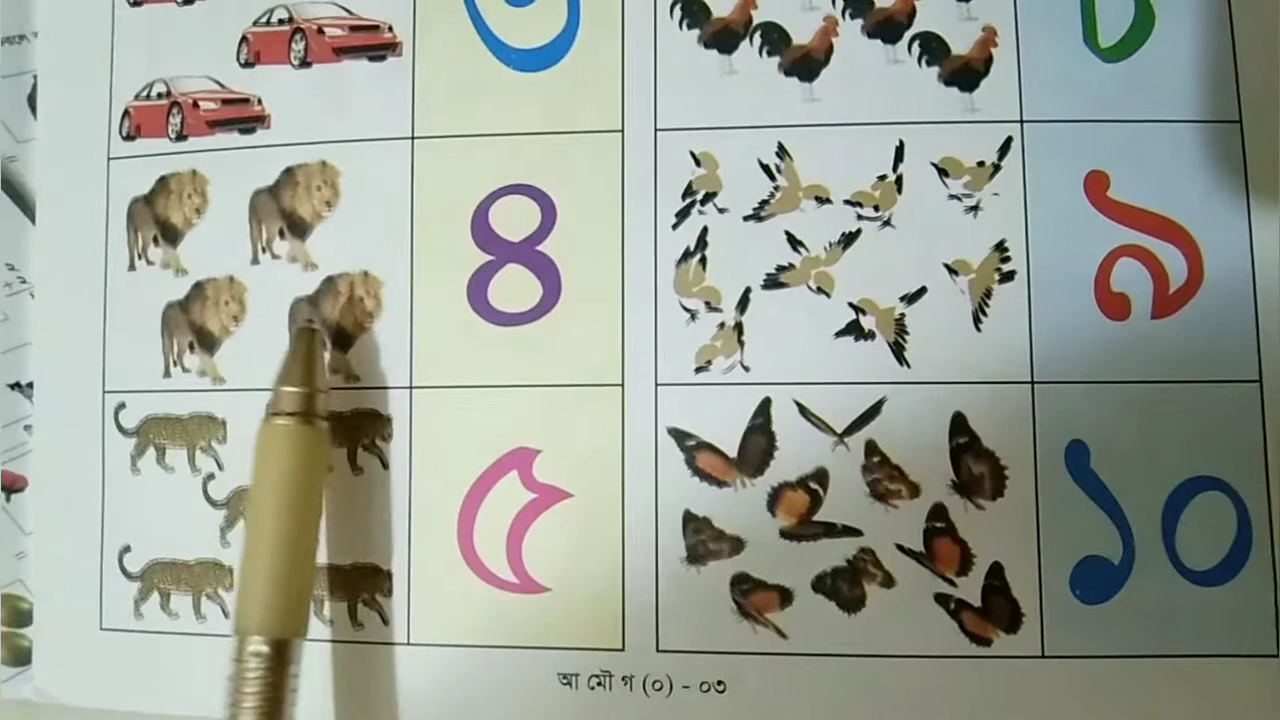 ৩ ৮
৪ ৯
৫ ১০
আ মৌ গ (০) - ০৩